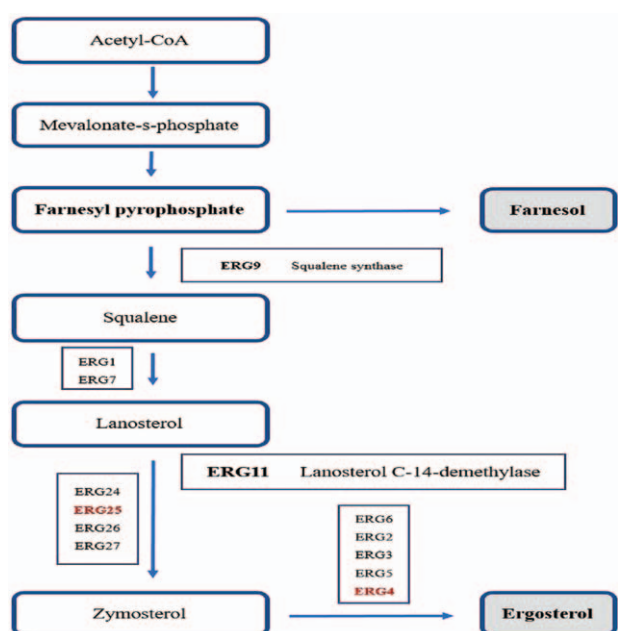 Acetyl-CoA
Mevalonate-s-phosphate
Farnesyl pyrophosphate
Farnesol
ERG9 Squalene synthase
Squalene
ERG1
ERG7
Lanosterol
ERG11 Lanosterol C-14-demethylase
ERG24
ERG25
ERG26
ERG27
ERG6
ERG2
ERG3
ERG5
ERG4
Zymosterol
Ergosterol